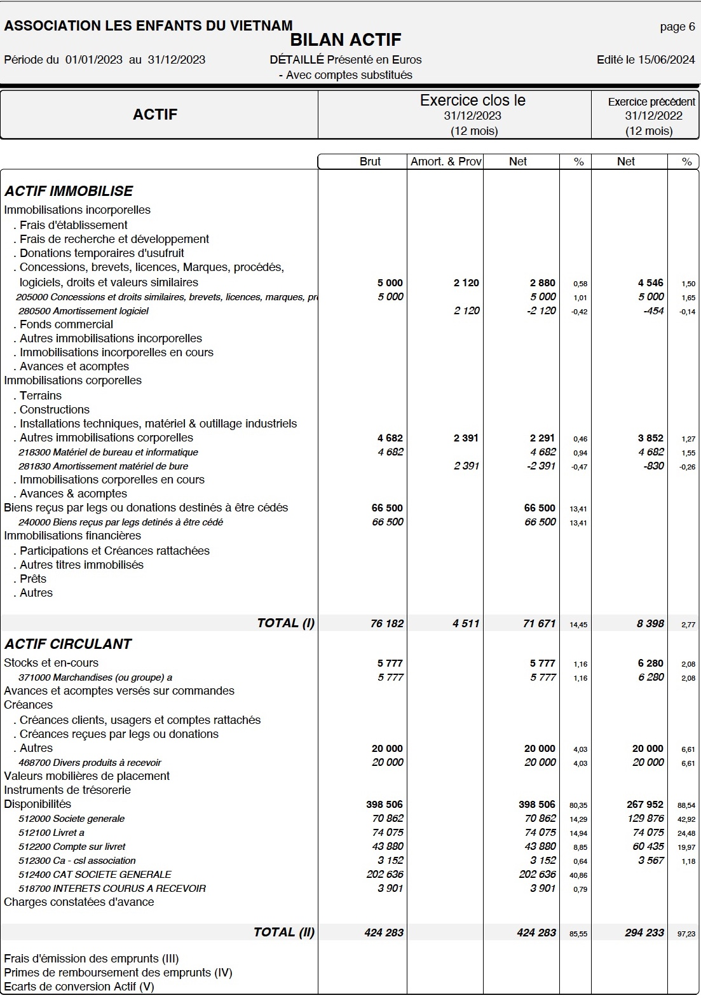 ASSOCIATION LES ENFANTS DU VIETNAM
page 6
BILAN ACTIF
Période du 01/01/2023 au 31/12/2023
DÉTAILLÉ Présenté en Euros
Edité le 15/06/2024
- Avec comptes substitués
ACTIF
Exercice clos le
31/12/2023
(12 mois)
Exercice précédent
31/12/2022
(12 mois)
Brut Amort. & Prov Net % Net %
ACTIF IMMOBILISE
Immobilisations incorporelles
. Frais d'établissement
. Frais de recherche et développement
. Donations temporaires d'usufruit
. Concessions, brevets, licences, Marques, procédés,
logiciels, droits et valeurs similaires 5 000 2 120 2 880 0,58 4 546 1,50
205000 Concessions et droits similaires, brevets, licences, marques, pr 5 000 5 000 1,01 5 000 1,65
280500 Amortissement logiciel 2 120 -2 120 -0,42 -454 -0,14
. Fonds commercial
. Autres immobilisations incorporelles
. Immobilisations incorporelles en cours
. Avances et acomptes
Immobilisations corporelles
. Terrains
. Constructions
. Installations techniques, matériel & outillage industriels
. Autres immobilisations corporelles 4 682 2 391 2 291 0,46 3 852 1,27
218300 Matériel de bureau et informatique 4 682 4 682 0,94 4 682 1,55
281830 Amortissement matériel de bure 2 391 -2 391 -0,47 -830 -0,26
. Immobilisations corporelles en cours
. Avances & acomptes
Biens reçus par legs ou donations destinés à être cédés 66 500 66 500 13,41
240000 Biens reçus par legs detinés à être cédé 66 500 66 500 13,41
Immobilisations financières
. Participations et Créances rattachées
. Autres titres immobilisés
. Prêts
. Autres
TOTAL (I) 76 182 4 511 71 671 14,45 8 398 2,77
ACTIF CIRCULANT
Stocks et en-cours 5 777 5 777 1,16 6 280 2,08
371000 Marchandises (ou groupe) a 5 777 5 777 1,16 6 280 2,08
Avances et acomptes versés sur commandes
Créances
. Créances clients, usagers et comptes rattachés
. Créances reçues par legs ou donations
. Autres 20 000 20 000 4,03 20 000 6,61
468700 Divers produits à recevoir 20 000 20 000 4,03 20 000 6,61
Valeurs mobilières de placement
Instruments de trésorerie
Disponibilités 398 506 398 506 80,35 267 952 88,54
512000 Societe generale 70 862 70 862 14,29 129 876 42,92
512100 Livret a 74 075 74 075 14,94 74 075 24,48
512200 Compte sur livret 43 880 43 880 8,85 60 435 19,97
512300 Ca - csl association 3 152 3 152 0,64 3 567 1,18
512400 CAT SOCIETE GENERALE 202 636 202 636 40,86
518700 INTERETS COURUS A RECEVOIR 3 901 3 901 0,79
Charges constatées d'avance
TOTAL (II) 424 283 424 283 85,55 294 233 97,23
Frais d'émission des emprunts (III)
Primes de remboursement des emprunts (IV)
Ecarts de conversion Actif (V)